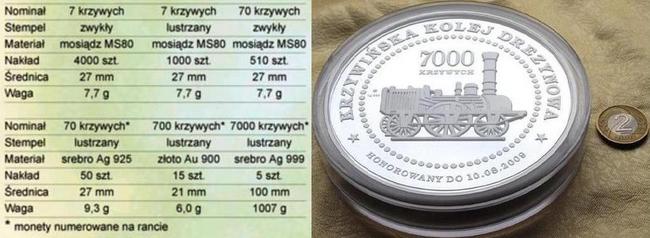 Nominał 7 krzywych 7 krzywych 70 krzywych
Stempel zwykły lustrzany zwykły
Materiał mosiądz MS80 mosiądz MS80 mosiądz MS80
Nakład 4000 szt. 1000 szt. 510 szt.
Średnica 27 mm 27 mm 27 mm
Waga 7,7 g 7,7 g 7,7 g
Nominał 70 krzywych* 700 krzywych* 7000 krzywych*
Stempel lustrzany lustrzany lustrzany
Materiał srebro Ag 925 złoto Au 900 srebro Ag 999
Nakład 50 szt. 15 szt. 5 szt.
Średnica 27 mm 21 mm 100 mm
Waga 9,3 g 6,0 g 1007 g
* monety numerowane na rancie
KRZYWIŃSKA KOLEJ DREZYNOWA
7000
KRZYWYCH
HONOROWANY DO 10.08.2008
2